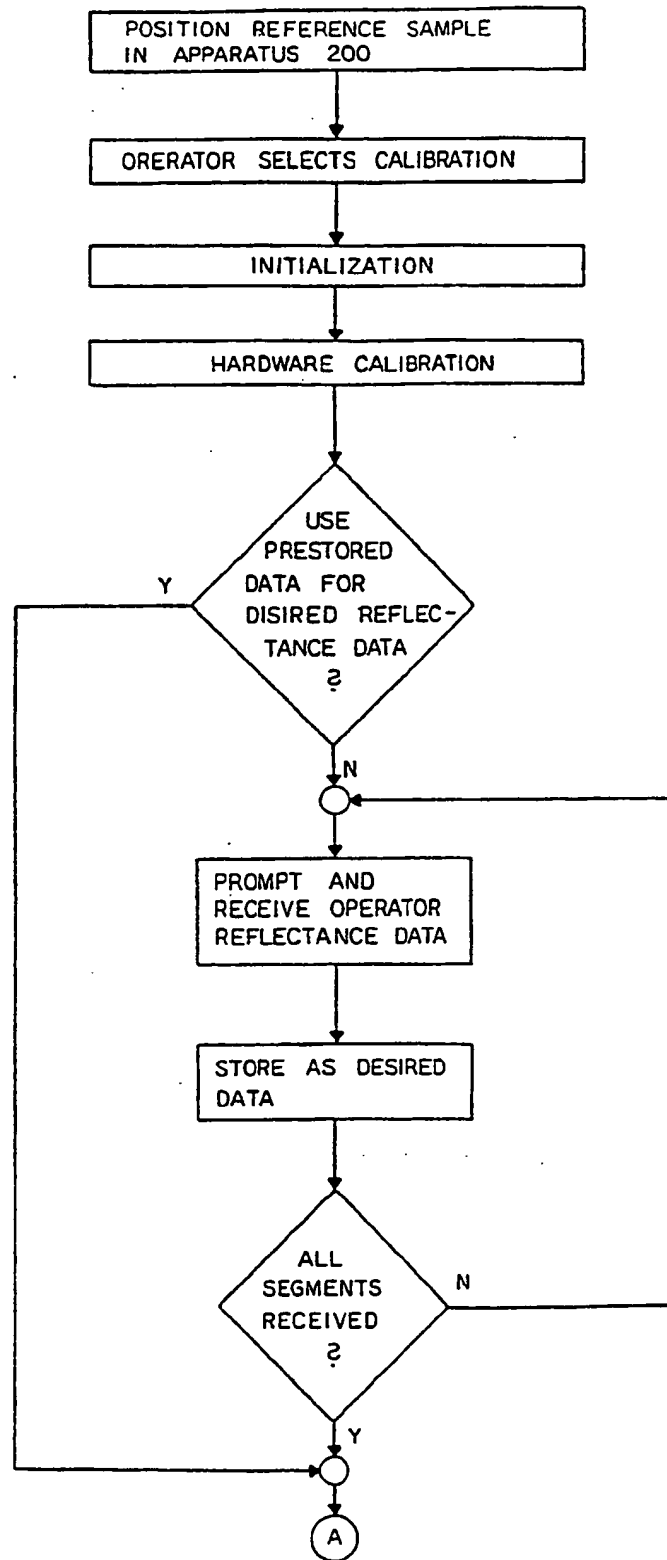 POSITION REFERENCE SAMPLE
IN APPARATUS 200
ORERATOR SELECTS CALIBRATION
INITIALIZATION
HARDWARE CALIBRATION
USE
PRESTORED
DATA FOR
DISIRED REFLEC-
TANCE DATA
?
Y
N
PROMPT AND
RECEIVE OPERATOR
REFLECTANCE DATA
STORE AS DESIRED
DATA
ALL
SEGMENTS
RECEIVED
?
N
Y
A